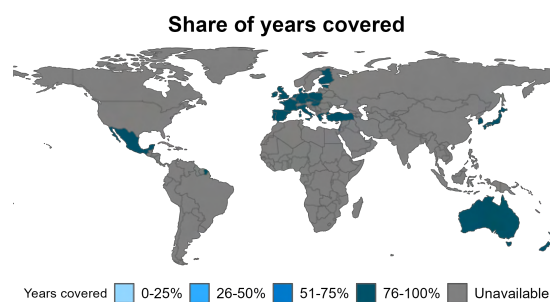 Share of years covered
Years covered 0-25% 26-50% 51-75% 76-100% Unavailable